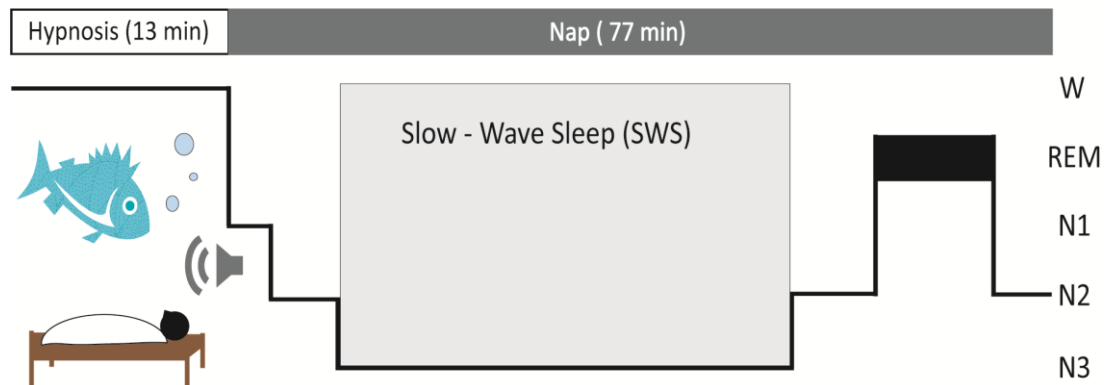 Hypnosis (13 min)
Nap ( 77 min)
W
Slow - Wave Sleep (SWS)
REM
N1
N2
N3